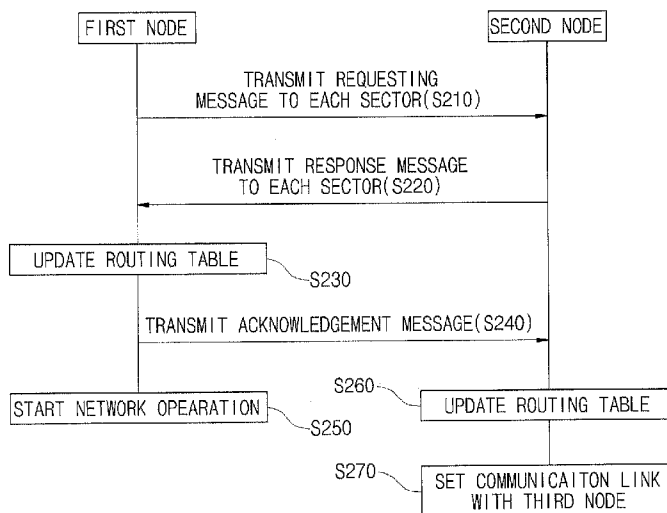 FIRST NODE
SECOND NODE
TRANSMIT REQUESTING
MESSAGE TO EACH SECTOR(S210)
TRANSMIT RESPONSE MESSAGE
TO EACH SECTOR(S220)
UPDATE ROUTING TABLE
S230
TRANSMIT ACKNOWLEDGEMENT MESSAGE(S240)
START NETWORK OPEARATION
S250
S260
UPDATE ROUTING TABLE
S270
SET COMMUNICAITON LINK
WITH THIRD NODE